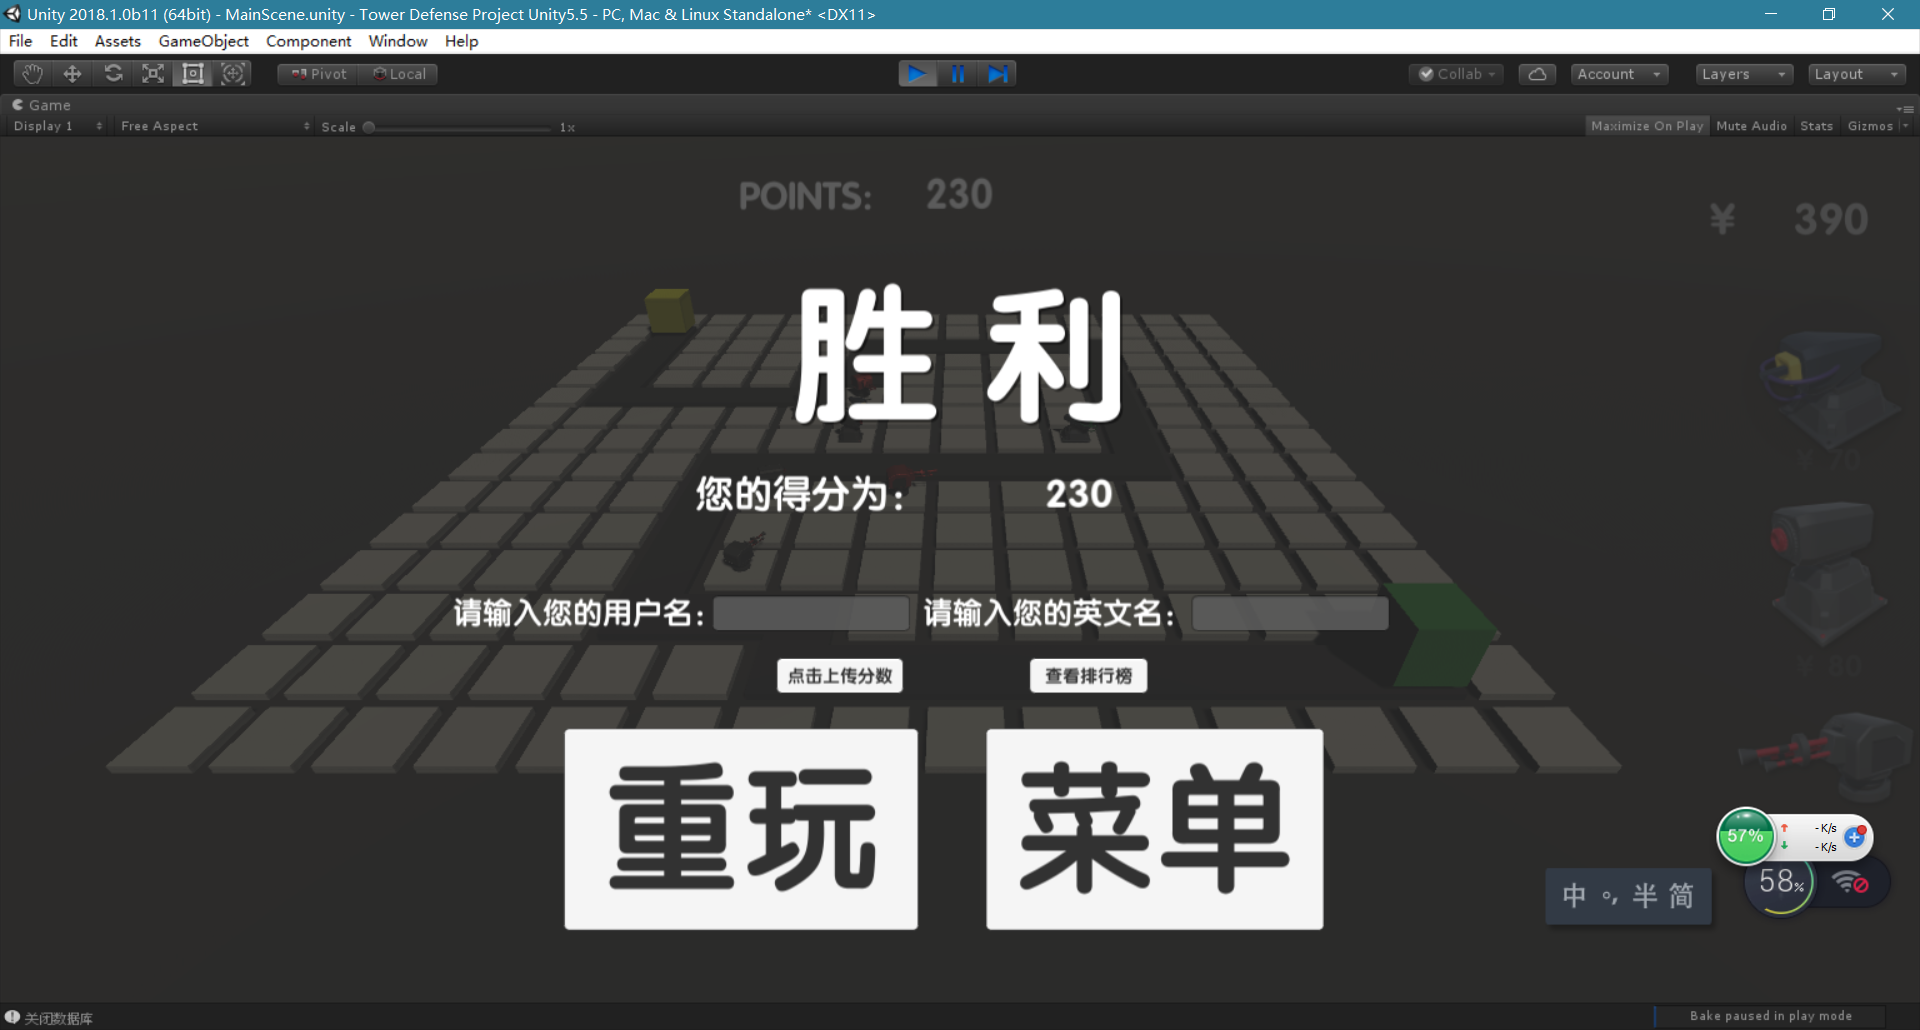 Unity 2018.1.0b11 (64bit) - MainScene.unity - Tower Defense Project Unity5.5 - PC, Mac & Linux Standalone* <DX11>
File Edit Assets GameObject Component Window Help
Pivot Local Collab Account Layers Layout
Game
Display 1 Free Aspect Scale 1x Maximize On Play Mute Audio Stats Gizmos
POINTS: 230
¥ 390
胜 利
¥ 70
您的得分为: 230
请输入您的用户名: 请输入您的英文名:
¥ 80
点击上传分数 查看排行榜
重玩 菜单
57% - K/s
- K/s
58%
中 °, 半 简
关闭数据库 Bake paused in play mode